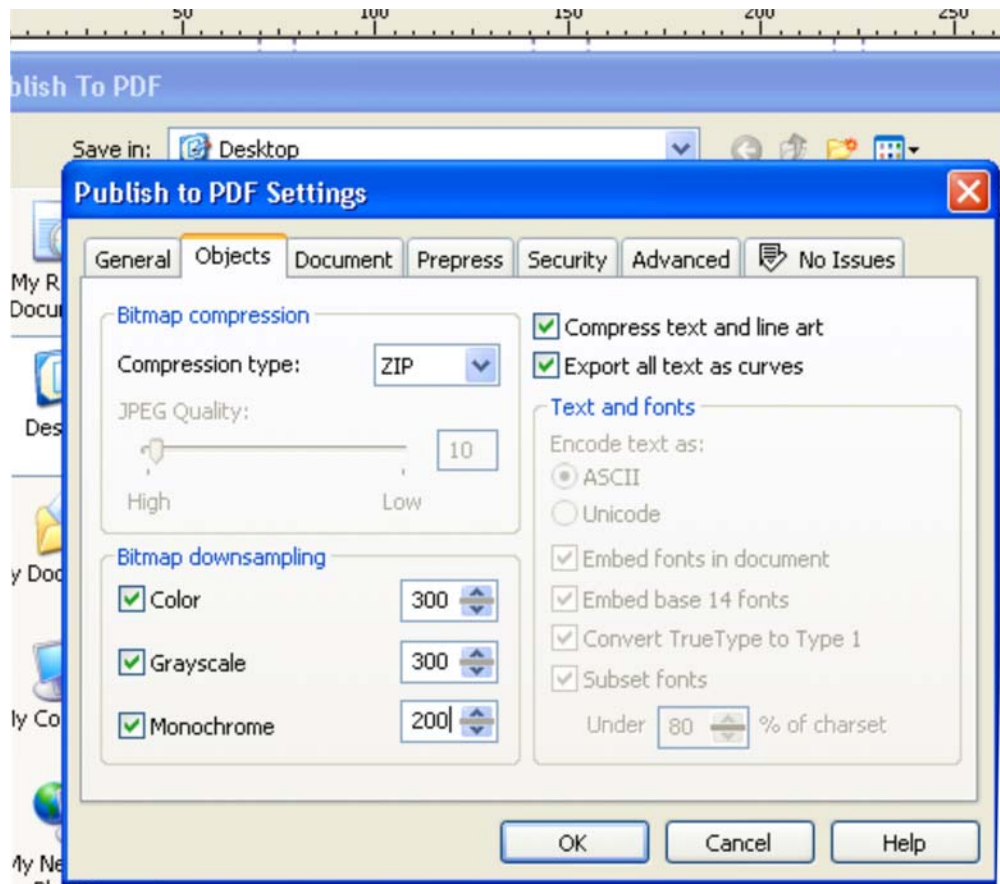 50 100 150 200 250
blish To PDF
Save in: Desktop
Publish to PDF Settings
General Objects Document Prepress Security Advanced No Issues
My R
Docu
Bitmap compression
Compression type: ZIP
JPEG Quality:
10
High Low
Compress text and line art
Export all text as curves
Text and fonts
Encode text as:
ASCII
Unicode
Des
Bitmap downsampling
Color 300
Grayscale 300
Monochrome 200
Embed fonts in document
Embed base 14 fonts
Convert TrueType to Type 1
Subset fonts
Under 80 % of charset
y Doc
ly Co
OK Cancel Help
My Ne